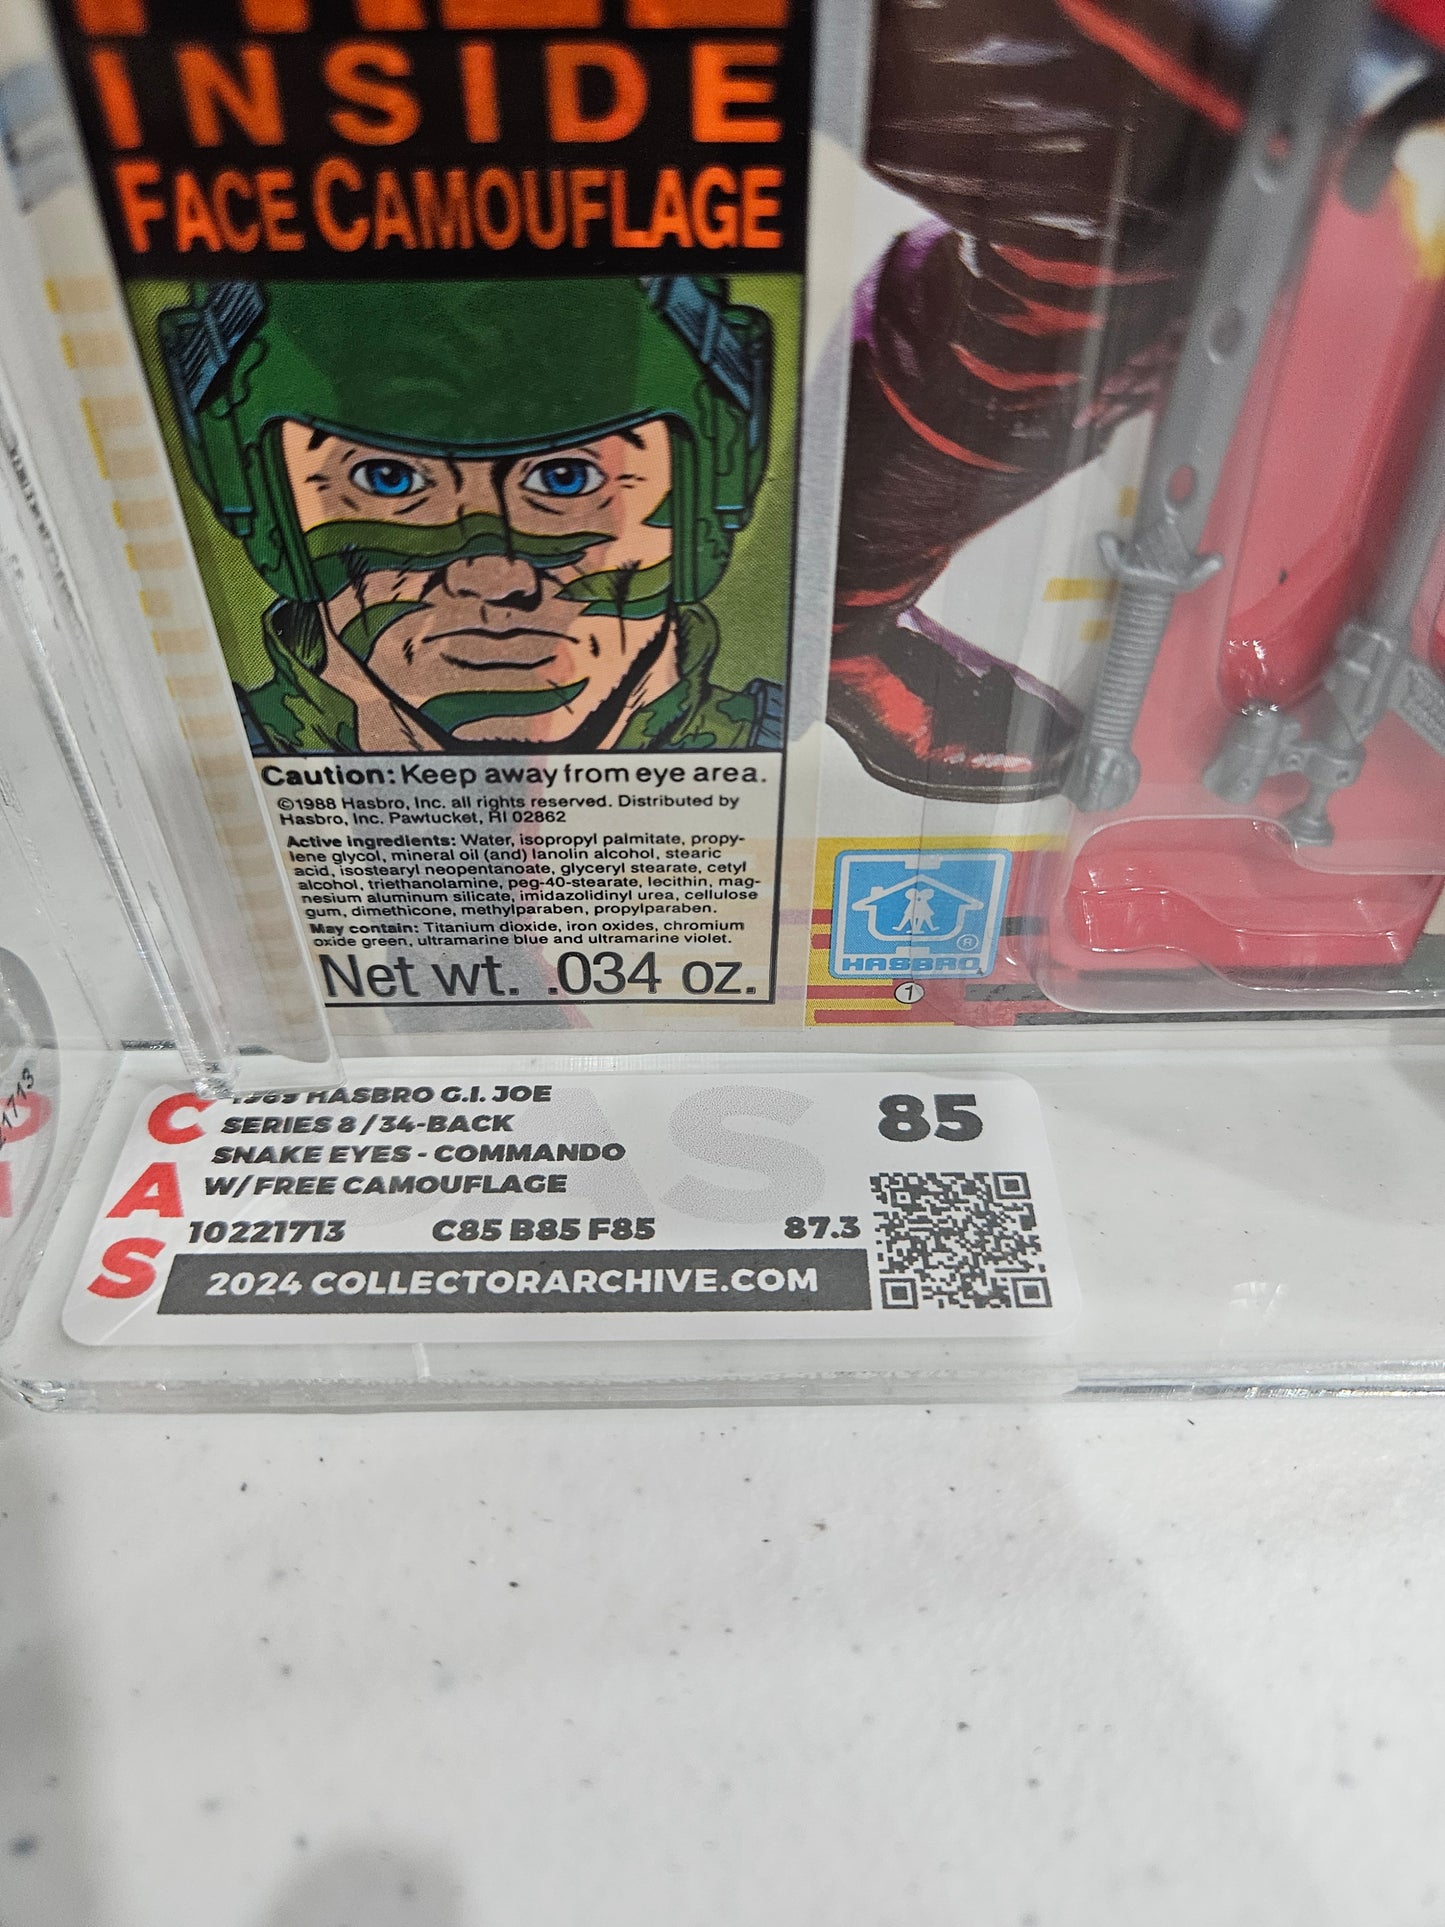 INSIDE
FACE CAMOUFLAGE
Caution: Keep away from eye area.
©1988 Hasbro, Inc. all rights reserved. Distributed by
Hasbro, Inc. Pawtucket, RI 02862
Active ingredients: Water, isopropyl palmitate, propy-
lene glycol, mineral oil (and) lanolin alcohol, stearic
acid, isostearyl neopentanoate, glyceryl stearate, cetyl
alcohol, triethanolamine, peg-40-stearate, lecithin, mag-
nesium aluminum silicate, imidazolidinyl urea, cellulose
gum, dimethicone, methylparaben, propylparaben.
May contain: Titanium dioxide, iron oxides, chromium
oxide green, ultramarine blue and ultramarine violet.
Net wt. .034 oz.
HASBRO ®
1
CAS
1989 HASBRO G.I. JOE
SERIES 8 / 34-BACK
SNAKE EYES - COMMANDO
W/ FREE CAMOUFLAGE
85
10221713 C85 B85 F85 87.3
2024 COLLECTORARCHIVE.COM